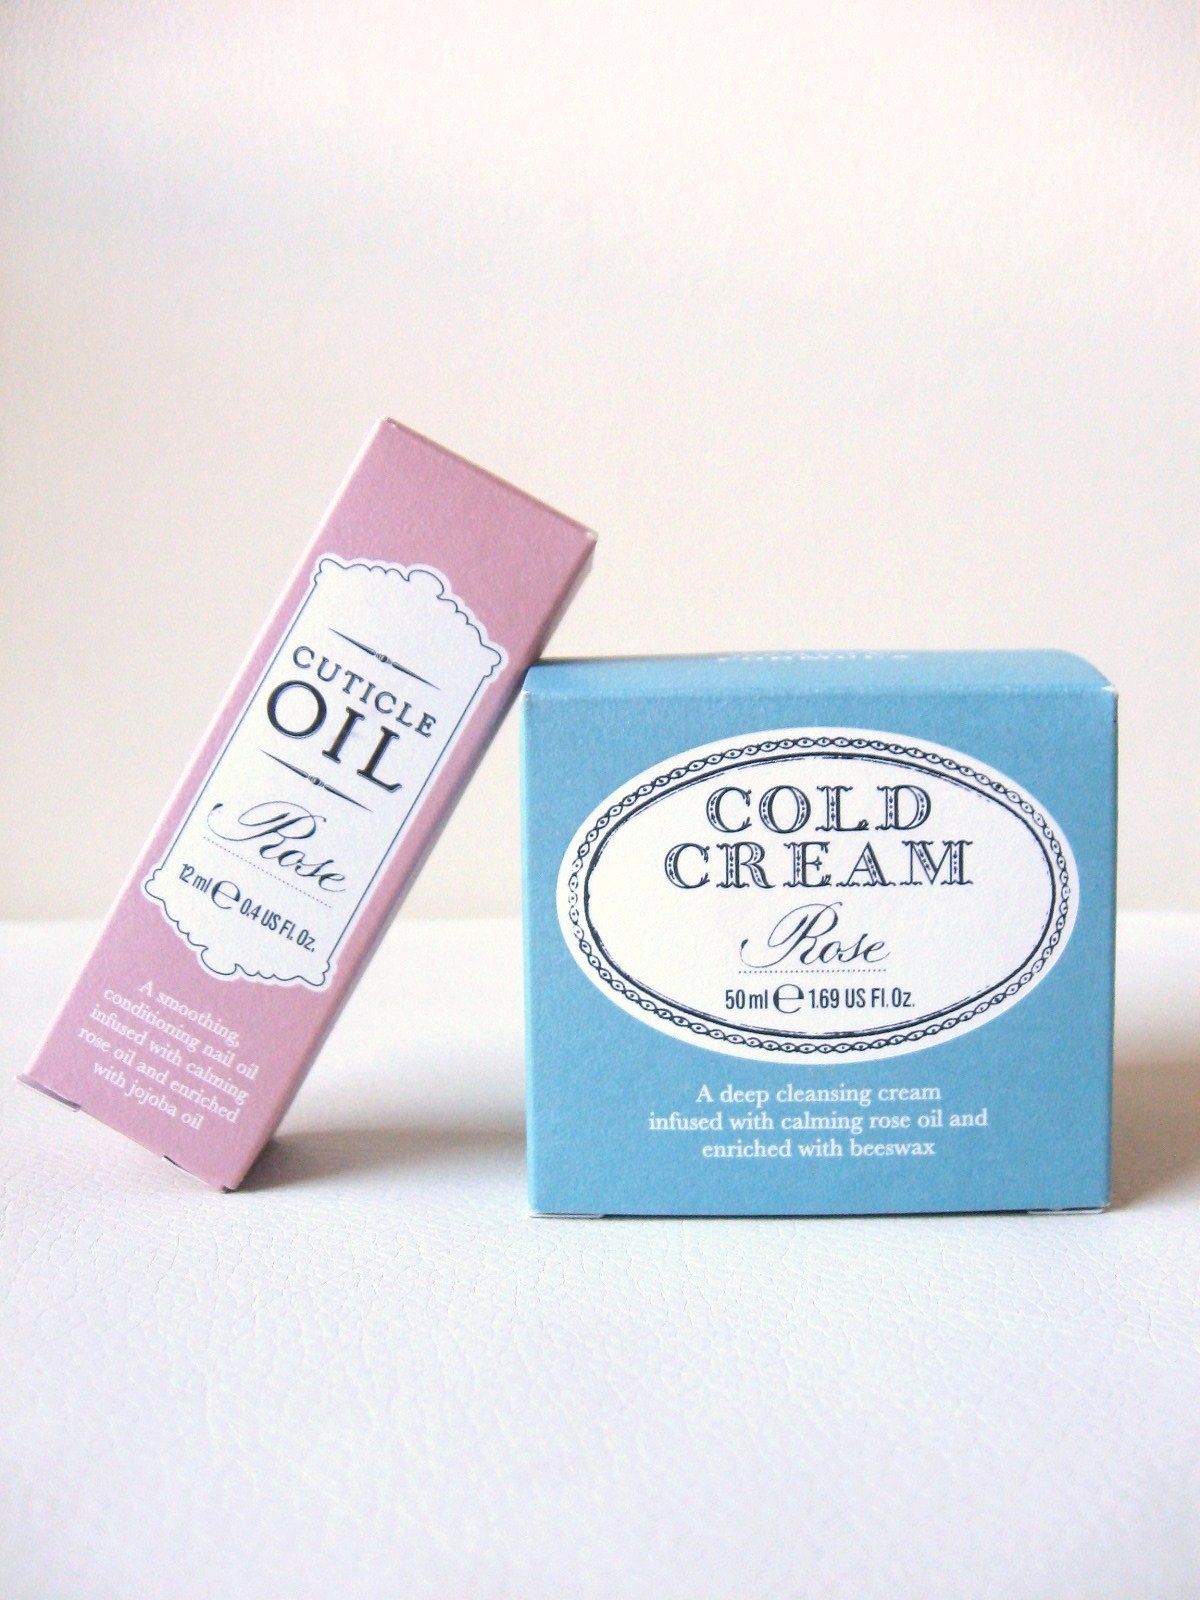 CUTICLE
OIL
Rose
12 ml ℮ 0.4 US Fl. Oz.
A smoothing,
conditioning nail oil
infused with calming
rose oil and enriched
with jojoba oil
COLD
CREAM
Rose
50 ml ℮ 1.69 US Fl. Oz.
A deep cleansing cream
infused with calming rose oil and
enriched with beeswax